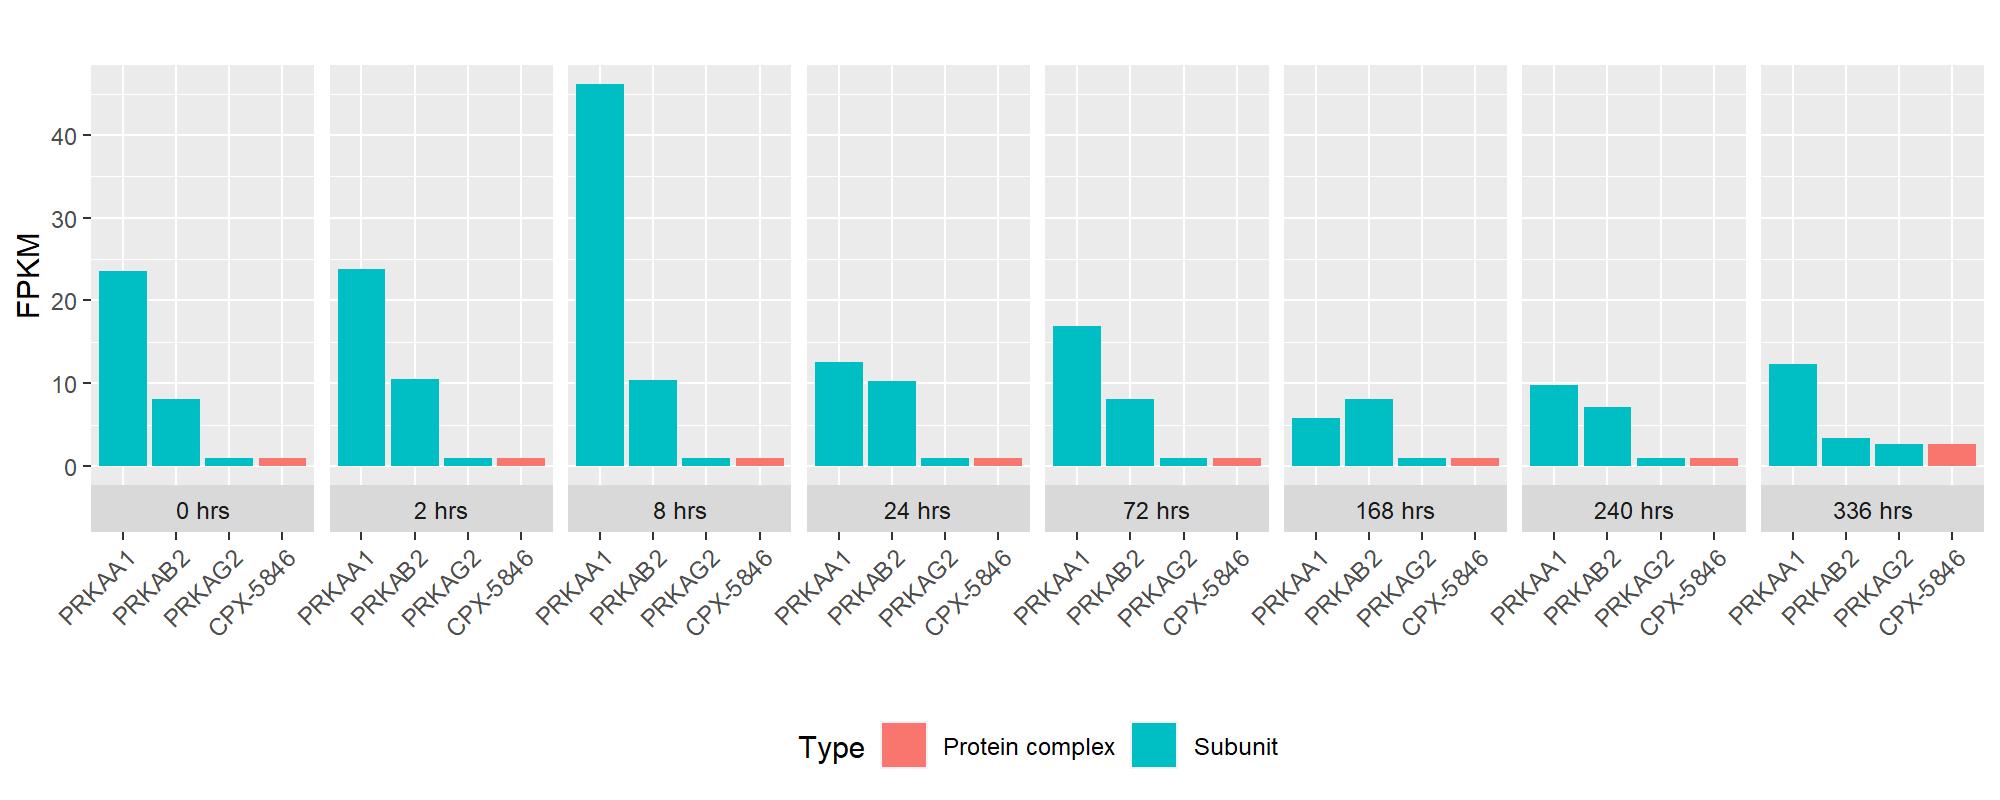 FPKM
40
30
20
10
0
0 hrs 2 hrs 8 hrs 24 hrs 72 hrs 168 hrs 240 hrs 336 hrs
PRKAA1 PRKAB2 PRKAG2 CPX-5846 PRKAA1 PRKAB2 PRKAG2 CPX-5846 PRKAA1 PRKAB2 PRKAG2 CPX-5846 PRKAA1 PRKAB2 PRKAG2 CPX-5846 PRKAA1 PRKAB2 PRKAG2 CPX-5846 PRKAA1 PRKAB2 PRKAG2 CPX-5846 PRKAA1 PRKAB2 PRKAG2 CPX-5846 PRKAA1 PRKAB2 PRKAG2 CPX-5846
Type Protein complex Subunit